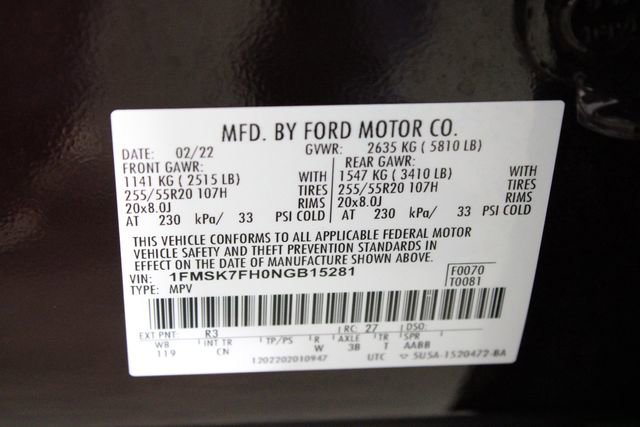 MFD. BY FORD MOTOR CO.
DATE: 02/22 GVWR: 2635 KG ( 5810 LB)
FRONT GAWR: REAR GAWR:
1141 KG ( 2515 LB) WITH 1547 KG ( 3410 LB) WITH
255/55R20 107H TIRES 255/55R20 107H TIRES
20x8.0J RIMS 20x8.0J RIMS
AT 230 kPa/ 33 PSI COLD AT 230 kPa/ 33 PSI COLD
THIS VEHICLE CONFORMS TO ALL APPLICABLE FEDERAL MOTOR
VEHICLE SAFETY AND THEFT PREVENTION STANDARDS IN
EFFECT ON THE DATE OF MANUFACTURE SHOWN ABOVE.
VIN: 1FMSK7FH0NGB15281 F0070
TYPE: MPV T0081
EXT PNT: R3 RC: 27 DSO:
WB INT TR TP/PS R AXLE TR SPR
119 CN W 38 T AABB
1202202010947 UTC 5USA-1520472-BA